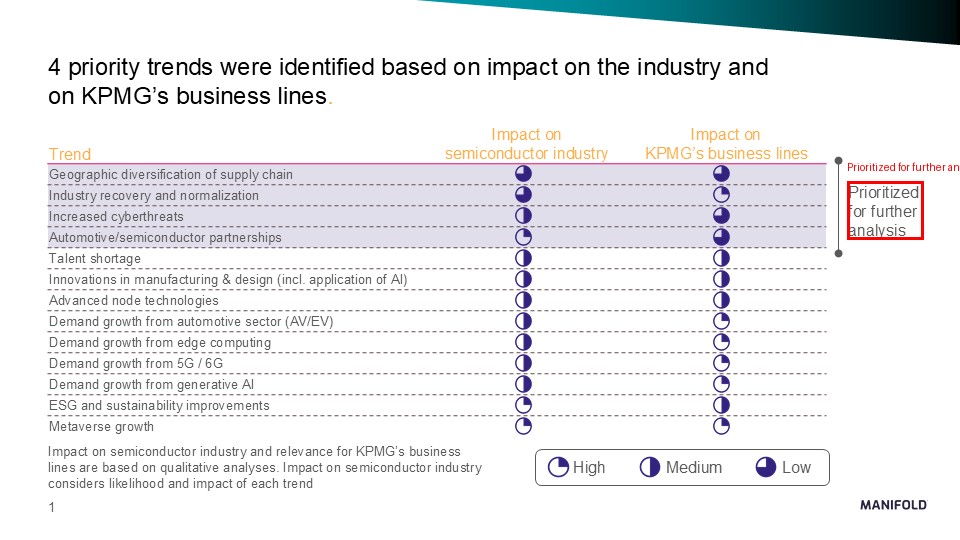 4 priority trends were identified based on impact on the industry and
on KPMG’s business lines.
Trend
Impact on
semiconductor industry
Impact on
KPMG’s business lines
Geographic diversification of supply chain
Industry recovery and normalization
Increased cyberthreats
Automotive/semiconductor partnerships
Talent shortage
Innovations in manufacturing & design (incl. application of AI)
Advanced node technologies
Demand growth from automotive sector (AV/EV)
Demand growth from edge computing
Demand growth from 5G / 6G
Demand growth from generative AI
ESG and sustainability improvements
Metaverse growth
Prioritized for further an
Prioritized
for further
analysis
Impact on semiconductor industry and relevance for KPMG’s business
lines are based on qualitative analyses. Impact on semiconductor industry
considers likelihood and impact of each trend
High
Medium
Low
1
MANIFOLD